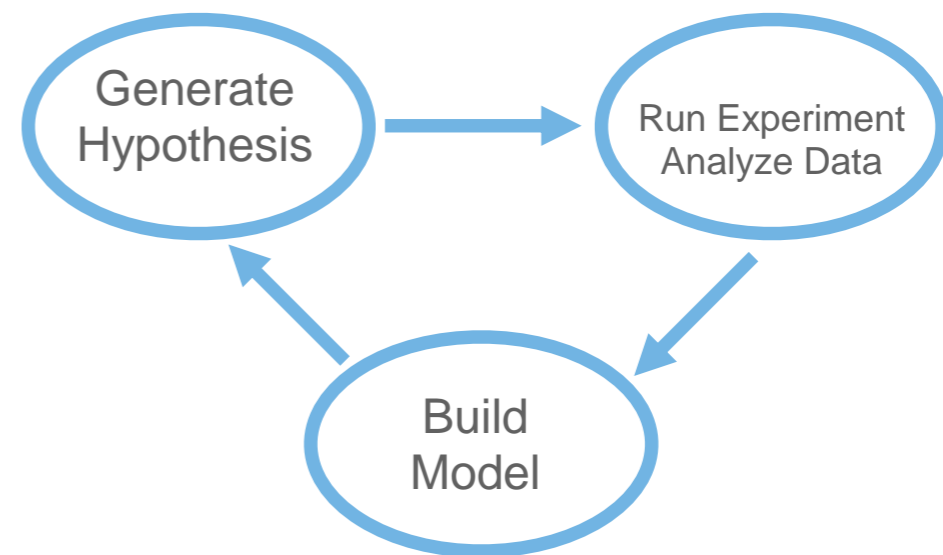 Generate
Hypothesis
Run Experiment
Analyze Data
Build
Model